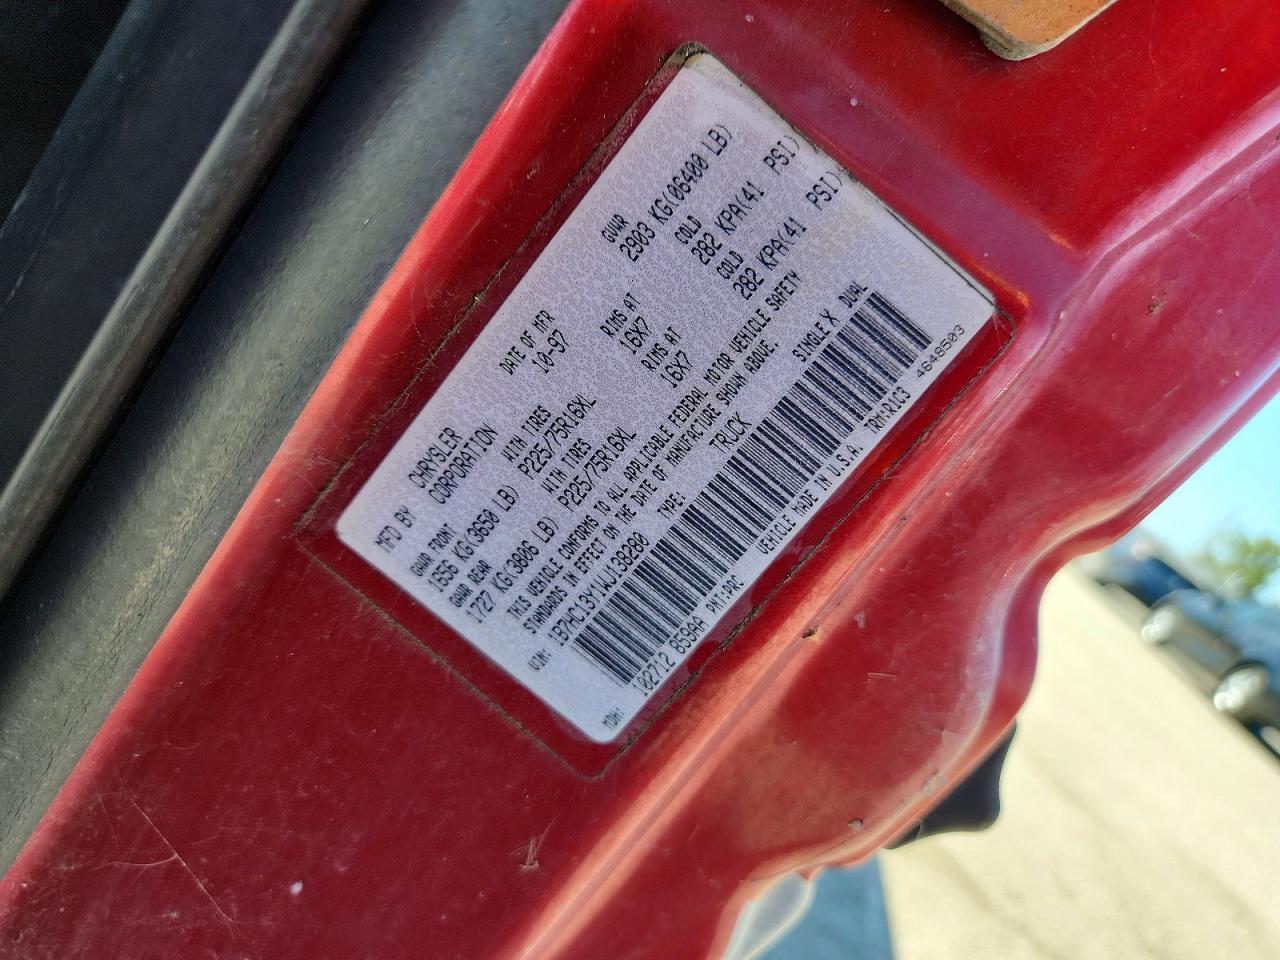 MFD BY CHRYSLER CORPORATION DATE OF MFR 10-97 GVWR 2903 KG(06400 LB)
GAWR FRONT WITH TIRES RIMS AT COLD
1656 KG(3650 LB) P225/75R16XL 16X7 282 KPA(41 PSI)
GAWR REAR WITH TIRES RIMS AT COLD
1727 KG(3806 LB) P225/75R16XL 16X7 282 KPA(41 PSI)
THIS VEHICLE CONFORMS TO ALL APPLICABLE FEDERAL MOTOR VEHICLE SAFETY
STANDARDS IN EFFECT ON THE DATE OF MANUFACTURE SHOWN ABOVE.
VIN: TYPE: TRUCK SINGLE X DUAL
MDH: 102712 859AA PNT:PRC VEHICLE MADE IN U.S.A. TRM:R1C3 4648503